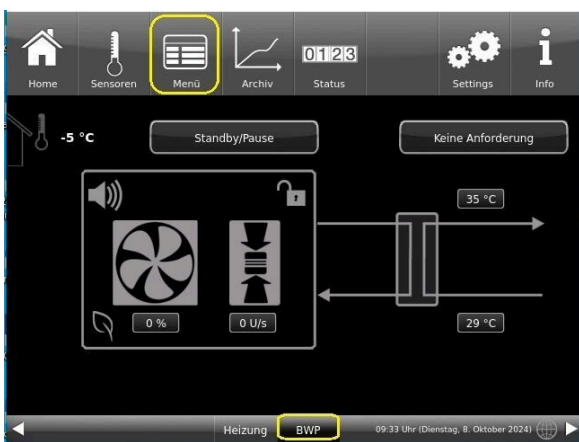 0123
Home
Sensoren
Menü
Archiv
Status
Settings
Info
-5 °C
Standby/Pause
Keine Anforderung
35 °C
0 %
0 U/s
29 °C
Heizung
BWP
09:33 Uhr (Dienstag, 8. Oktober 2024)